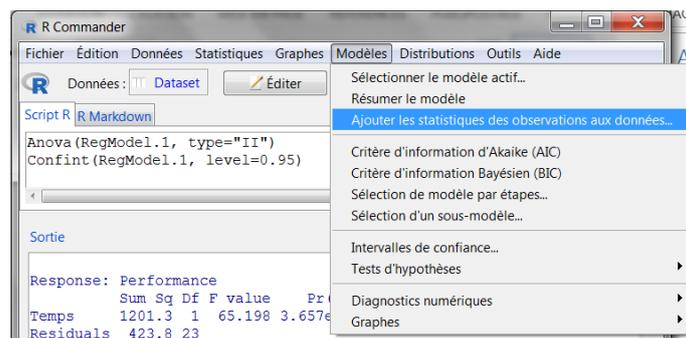 R Commander
Fichier Édition Données Statistiques Graphes Modèles Distributions Outils Aide
R Données : Dataset Éditer
Sélectionner le modèle actif...
Résumer le modèle
Ajouter les statistiques des observations aux données...
Critère d'information d'Akaike (AIC)
Critère d'information Bayésien (BIC)
Sélection de modèle par étapes...
Sélection d'un sous-modèle...
Intervalles de confiance...
Tests d'hypothèses
Diagnostics numériques
Graphes
Script R R Markdown
Anova(RegModel.1, type="II")
Confint(RegModel.1, level=0.95)
Sortie
Response: Performance
Sum Sq Df F value Pr(
Temps 1201.3 1 65.198 3.657e
Residuals 423.8 23